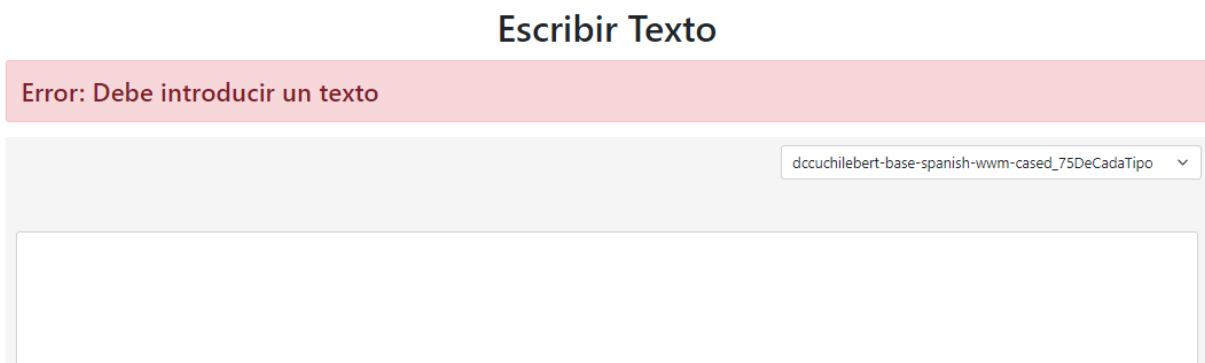 Escribir Texto
Error: Debe introducir un texto
dccuchilebert-base-spanish-wwm-cased_75DeCadaTipo